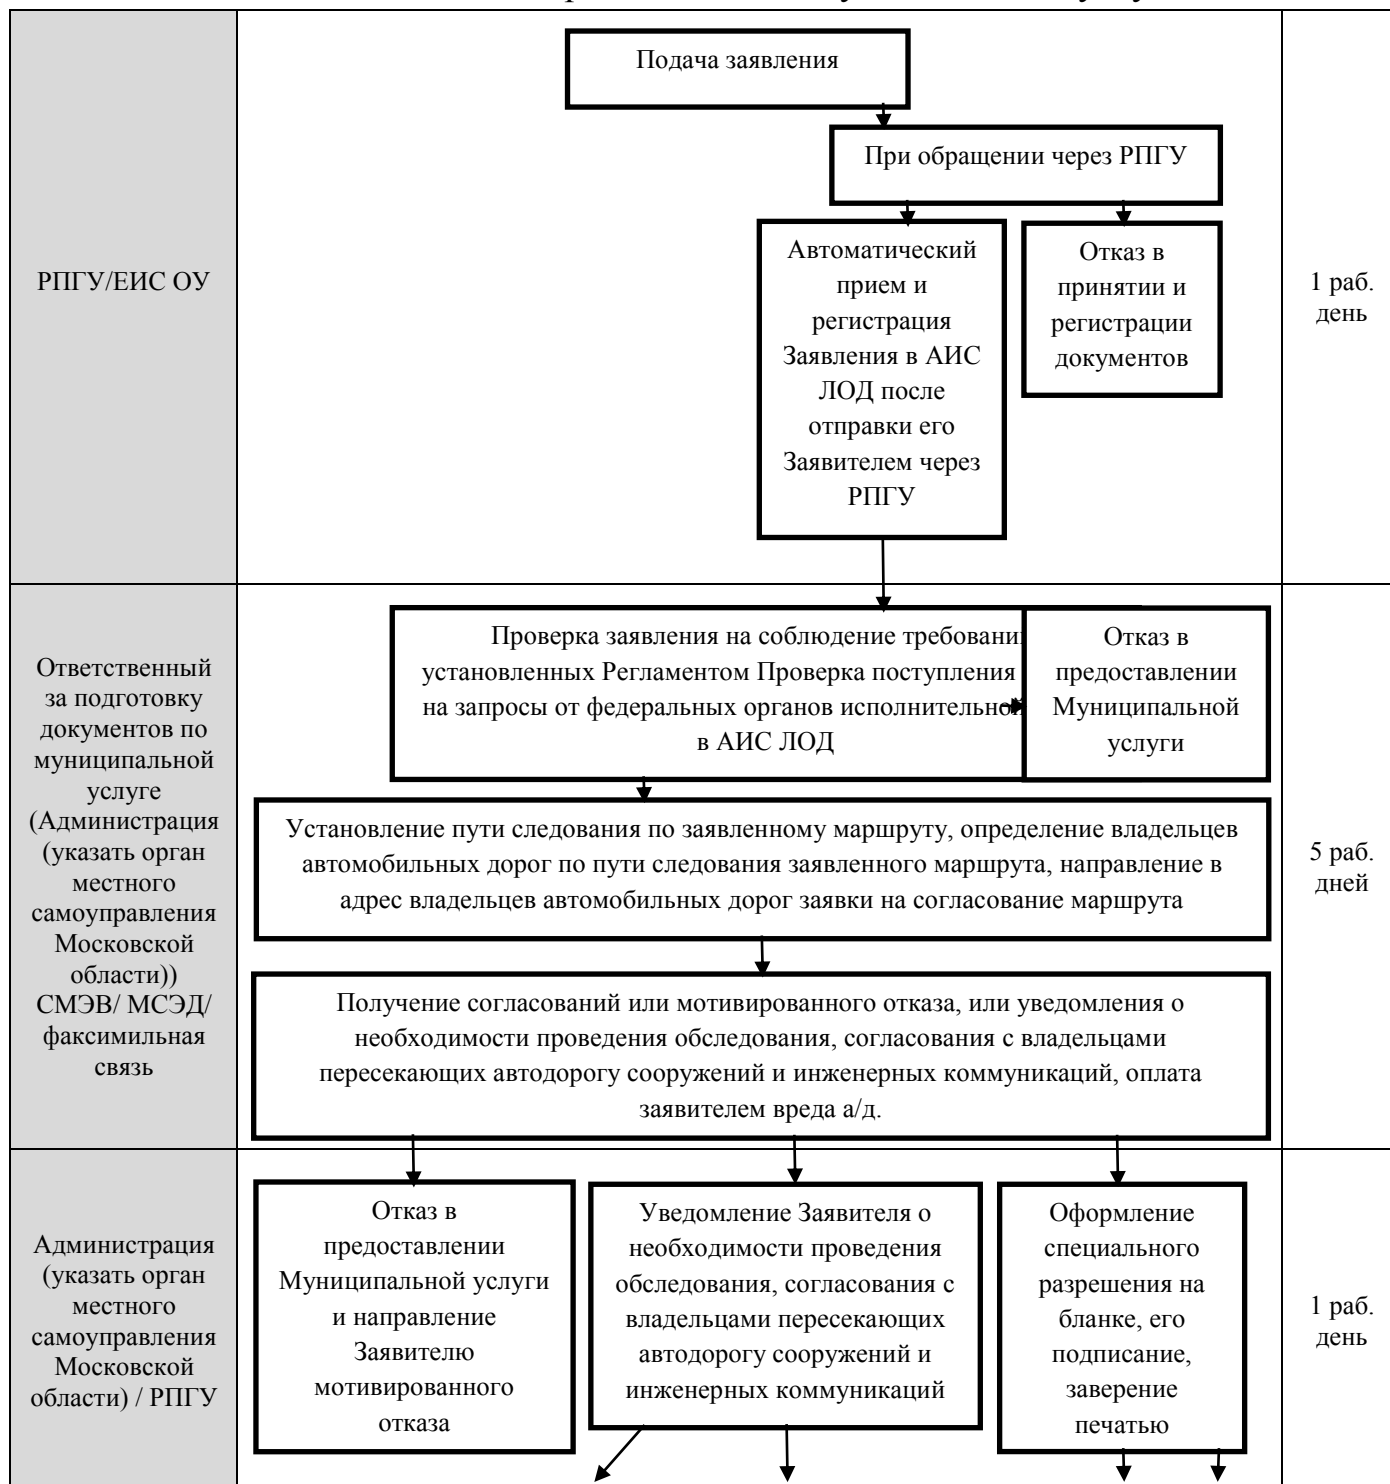 Подача заявления
При обращении через РПГУ
РПГУ/ЕИС ОУ
Автоматический
прием и
регистрация
Заявления в АИС
ЛОД после
отправки его
Заявителем через
РПГУ
Отказ в
принятии и
регистрации
документов
1 раб.
день
Ответственный
за подготовку
документов по
муниципальной
услуге
(Администрация
(указать орган
местного
самоуправления
Московской
области))
СМЭВ/ МСЭД/
факсимильная
связь
Проверка заявления на соблюдение
установленных Регламентом Проверка поступления
на запросы от федеральных органов
в АИС ЛОД
Отказ в
предоставлении
Муниципальной
услуги
Установление пути следования по заявленному маршруту, определение владельцев
автомобильных дорог по пути следования заявленного маршрута, направление в
адрес владельцев автомобильных дорог заявки на согласование маршрута
Получение согласований или мотивированного отказа, или уведомления о
необходимости проведения обследования, согласования с владельцами
пересекающих автодорогу сооружений и инженерных коммуникаций, оплата
заявителем вреда а/д.
5 раб.
дней
Администрация
(указать орган
местного
самоуправления
Московской
области) / РПГУ
Отказ в
предоставлении
Муниципальной услуги
и направление
Заявителю
мотивированного
отказа
Уведомление Заявителя о
необходимости проведения
обследования, согласования с
владельцами пересекающих
автодорогу сооружений и
инженерных коммуникаций
Оформление
специального
разрешения на
бланке, его
подписание,
заверение
печатью
1 раб.
день